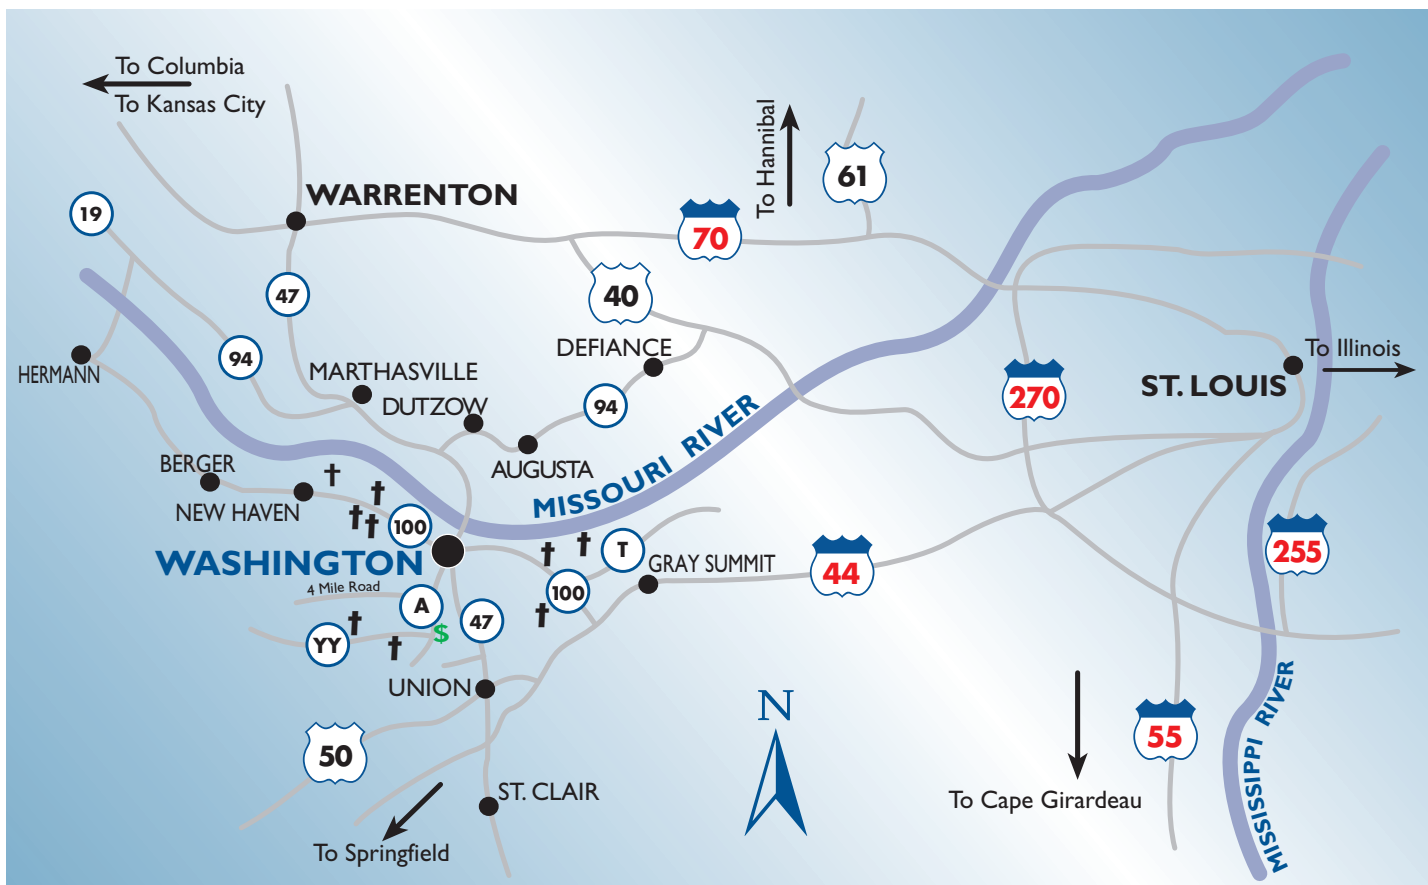 To Columbia
To Kansas City
To Hannibal
61
WARRENTON
19
70
47
40
DEFIANCE
To Illinois
94
HERMANN
MARTHASVILLE
DUTZOW
94
270
ST. LOUIS
AUGUSTA
MISSOURI RIVER
BERGER
NEW HAVEN
100
WASHINGTON
T
GRAY SUMMIT
44
255
4 Mile Road
A
100
47
$
YY
UNION
N
50
55
MISSISSIPPI RIVER
ST. CLAIR
To Cape Girardeau
To Springfield